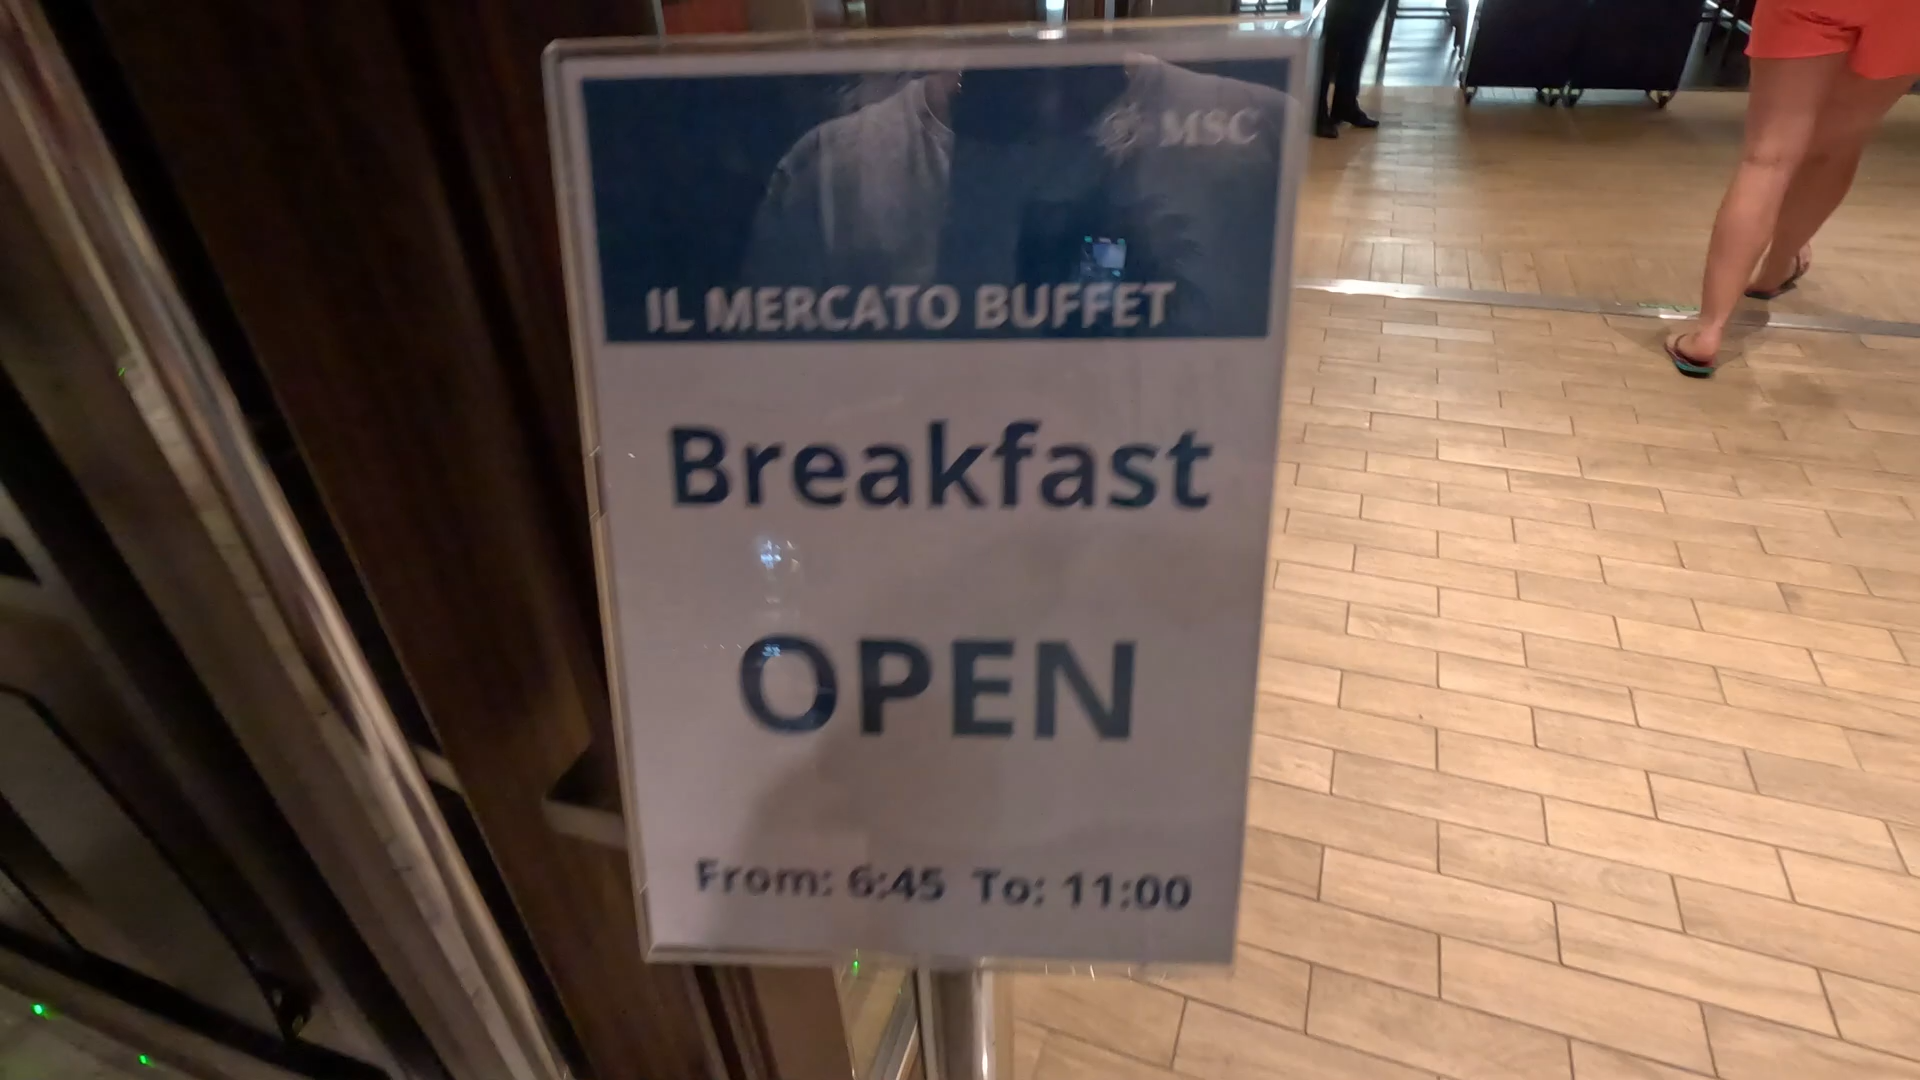 MSC
IL MERCATO BUFFET
Breakfast
OPEN
From: 6:45 To: 11:00